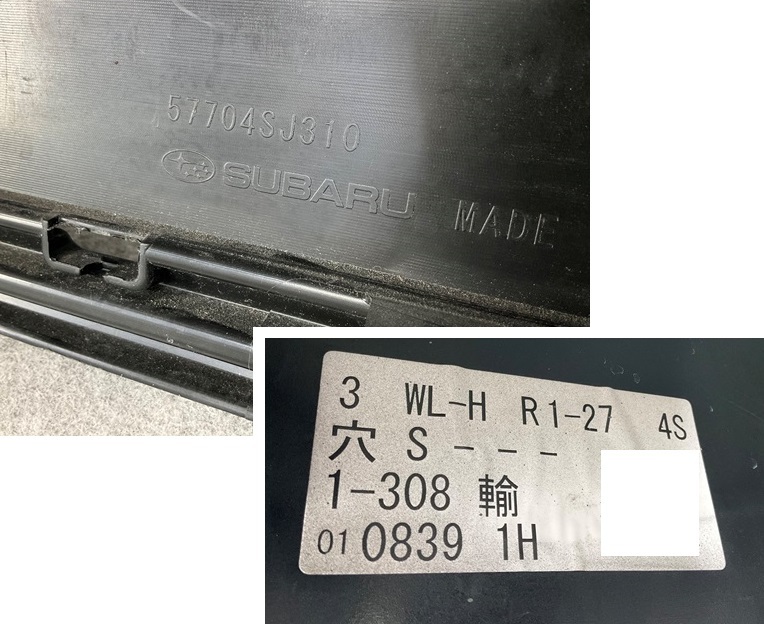 57704SJ310
SUBARU MADE
3 WL-H R1-27 4S
穴 S - - -
1-308 輸
01 0839 1H